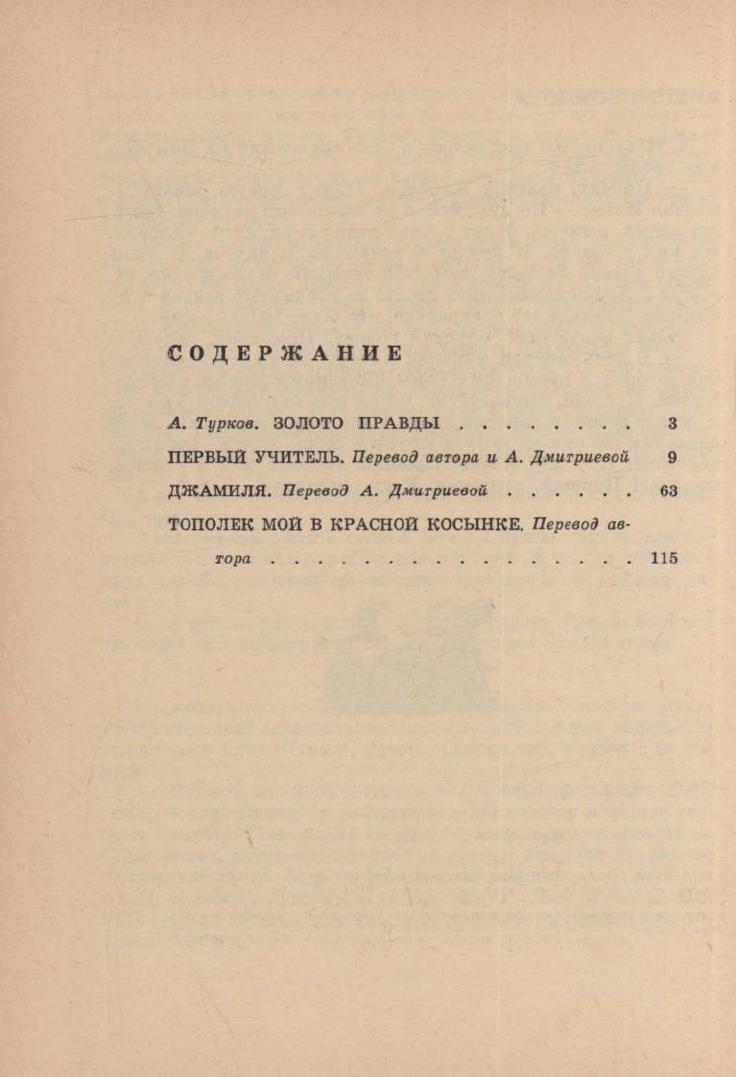 СОДЕРЖАНИЕ
А. Турков. ЗОЛОТО ПРАВДЫ . . . . . . . . 3
ПЕРВЫЙ УЧИТЕЛЬ. Перевод автора и А. Дмитриевой 9
ДЖАМИЛЯ. Перевод А. Дмитриевой . . . . . . 63
ТОПОЛЕК МОЙ В КРАСНОЙ КОСЫНКЕ. Перевод ав-
тора . . . . . . . . . . . . . . . . 115